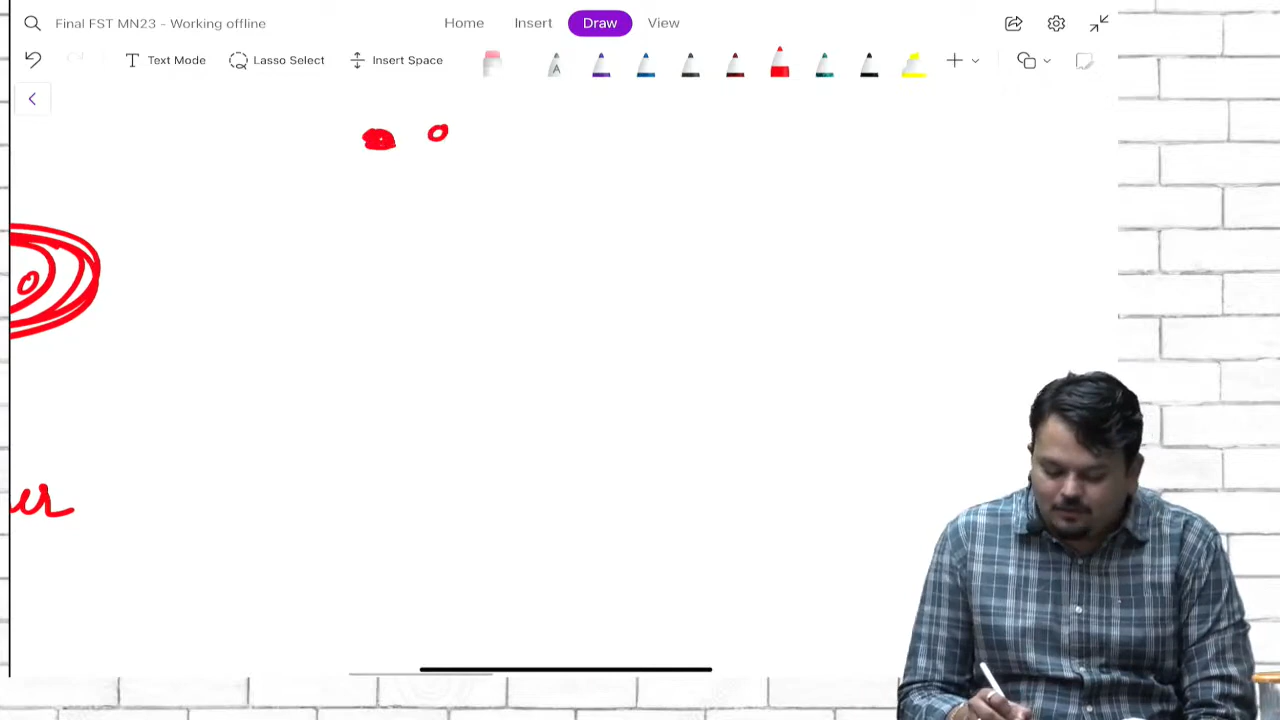 Final FST MN23 - Working offline
Home Insert Draw View
Text Mode Lasso Select Insert Space
A